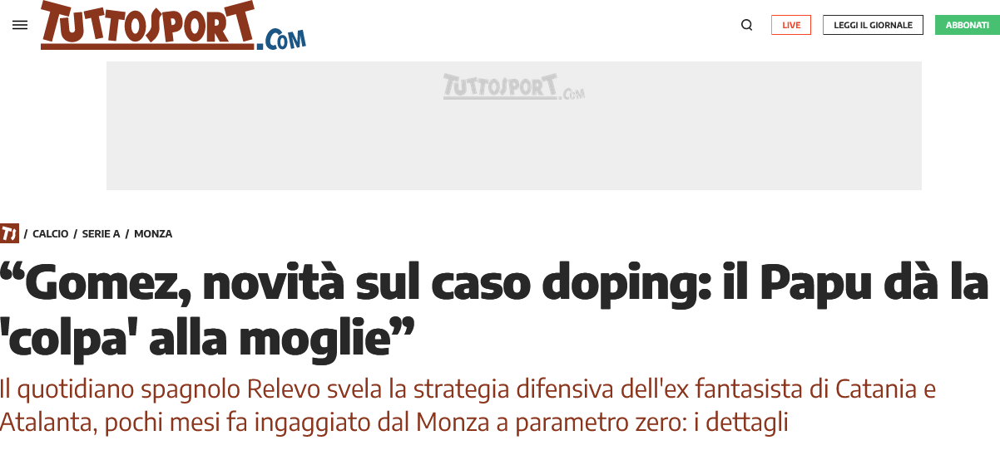 TUTTOSPORT.COM
LIVE
LEGGI IL GIORNALE
ABBONATI
TUTTOSPORT.COM
TS / CALCIO / SERIE A / MONZA
“Gomez, novità sul caso doping: il Papu dà la
'colpa' alla moglie”
Il quotidiano spagnolo Relevo svela la strategia difensiva dell'ex fantasista di Catania e
Atalanta, pochi mesi fa ingaggiato dal Monza a parametro zero: i dettagli